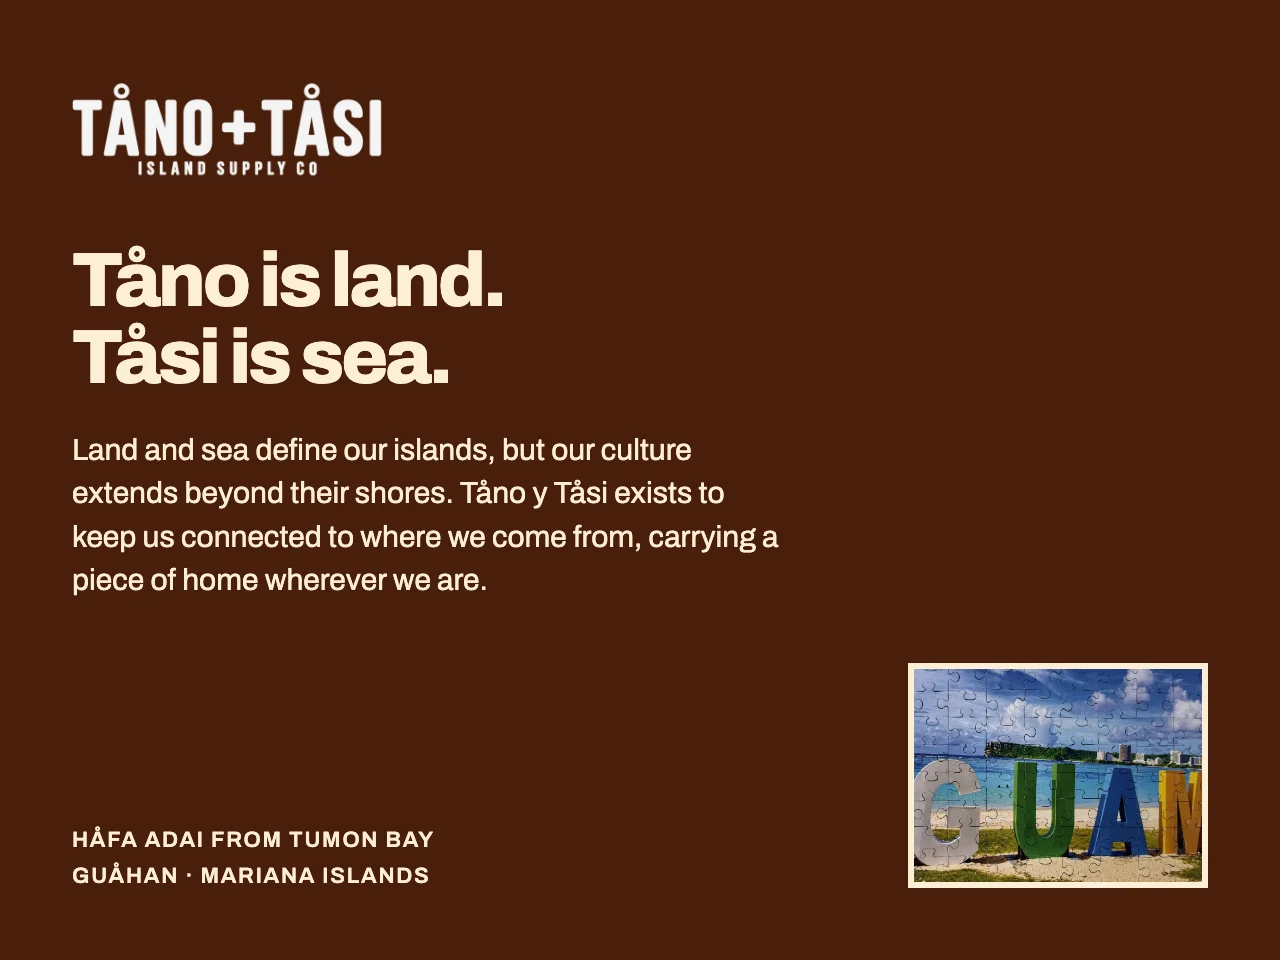 TÅNO+TÅSI
ISLAND SUPPLY CO
Tåno is land.
Tåsi is sea.
Land and sea define our islands, but our culture
extends beyond their shores. Tåno y Tåsi exists to
keep us connected to where we come from, carrying a
piece of home wherever we are.
GUAM
HÅFA ADAI FROM TUMON BAY
GUÅHAN · MARIANA ISLANDS